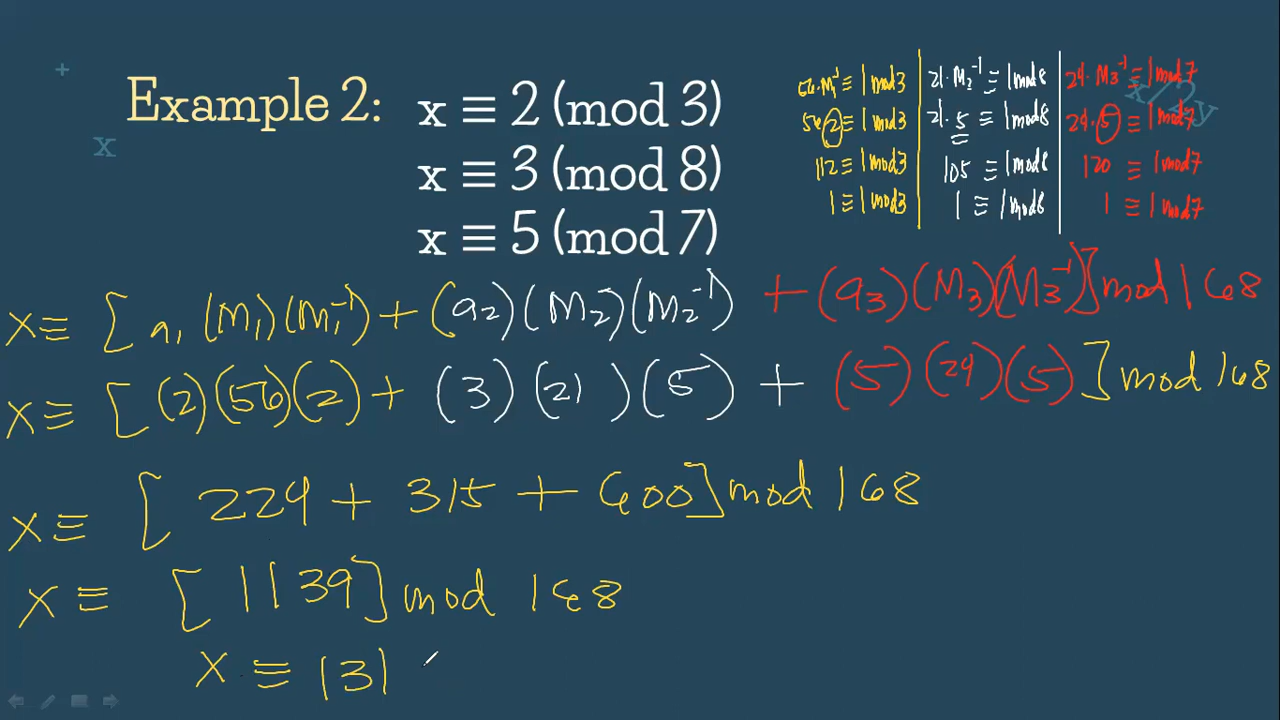 Example 2:
x ≡ 2 (mod 3)
x ≡ 3 (mod 8)
x ≡ 5 (mod 7)
56·M₁⁻¹ ≡ 1 mod 3
56·2 ≡ 1 mod 3
112 ≡ 1 mod 3
1 ≡ 1 mod 3
21·M₂⁻¹ ≡ 1 mod 8
21·5 ≡ 1 mod 8
105 ≡ 1 mod 8
1 ≡ 1 mod 8
24·M₃⁻¹ ≡ 1 mod 7
24·5 ≡ 1 mod 7
120 ≡ 1 mod 7
1 ≡ 1 mod 7
+
x
x/2y
x ≡ [a₁(M₁)(M₁⁻¹) + (a₂)(M₂)(M₂⁻¹) + (a₃)(M₃)(M₃⁻¹)] mod 168
x ≡ [(2)(56)(2) + (3)(21)(5) + (5)(24)(5)] mod 168
x ≡ [224 + 315 + 600] mod 168
x ≡ [1139] mod 168
x ≡ 131